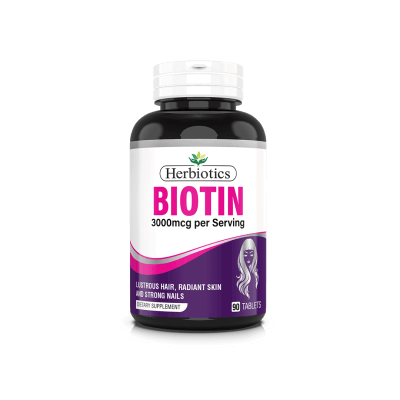 Herbiotics
BIOTIN
3000mcg per Serving
LUSTROUS HAIR, RADIANT SKIN
AND STRONG NAILS
DIETARY SUPPLEMENT
90 TABLETS